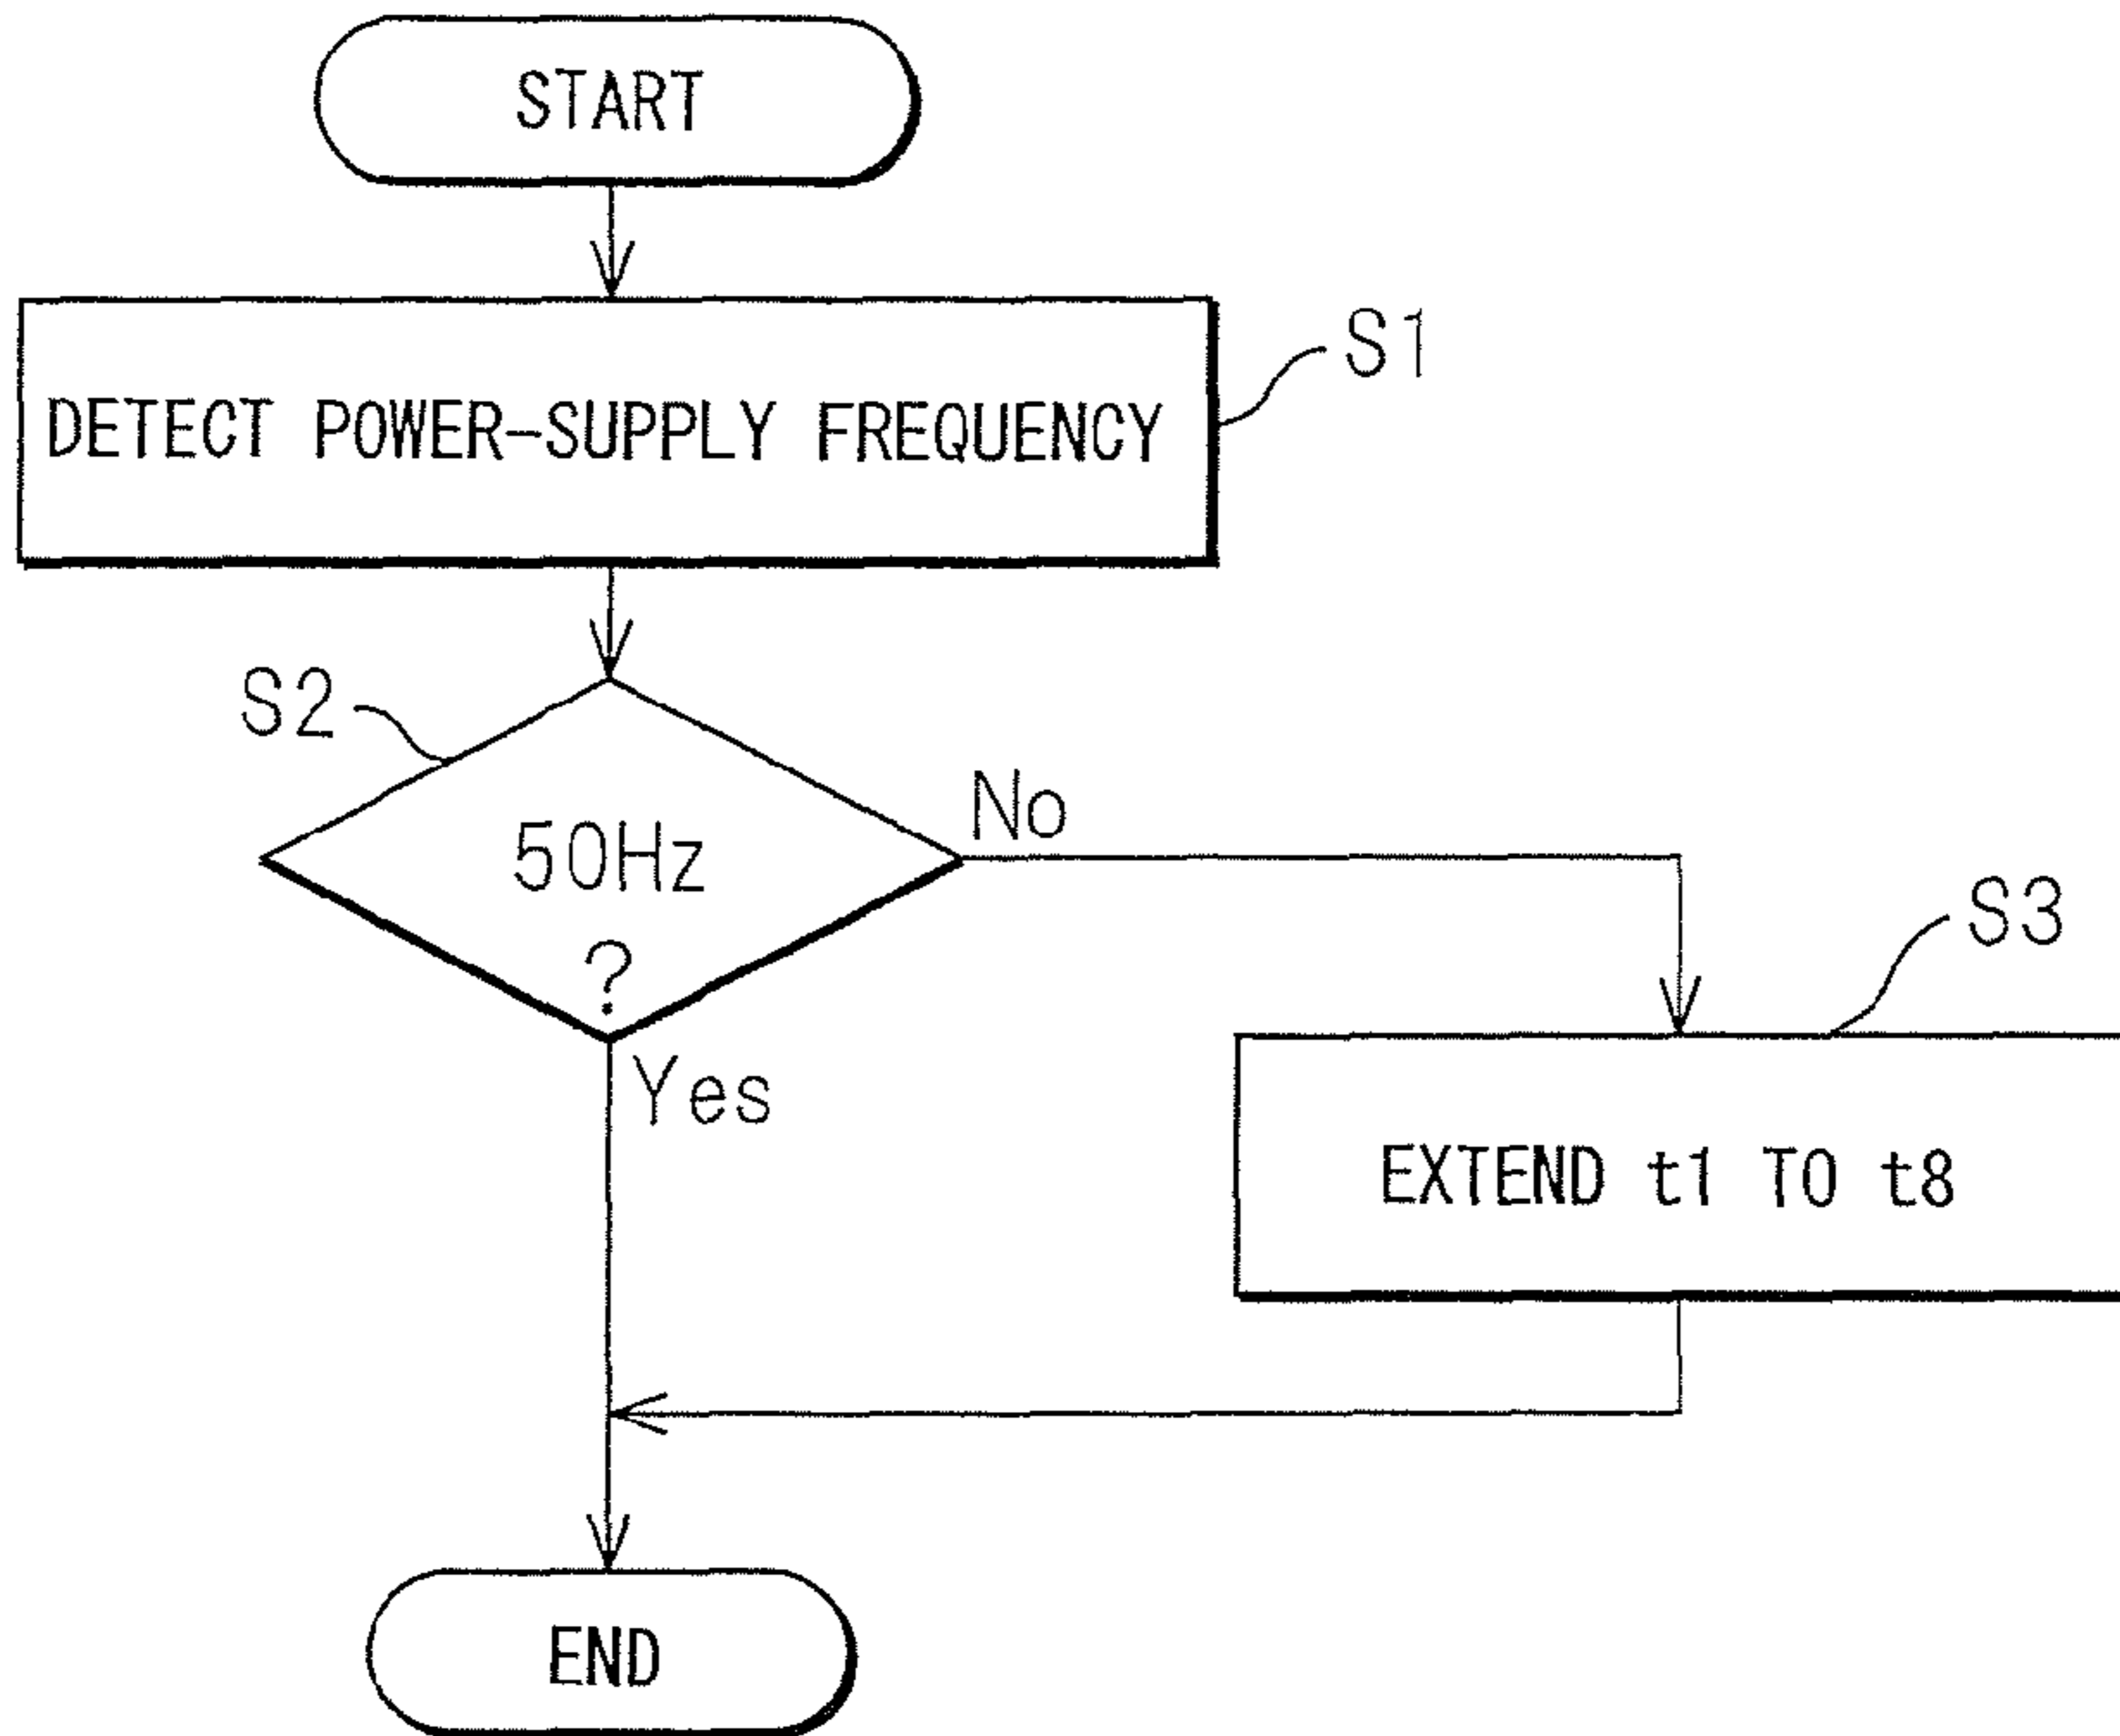 START
DETECT POWER-SUPPLY FREQUENCY
S1
S2
50Hz
?
No
Yes
S3
EXTEND t1 TO t8
END